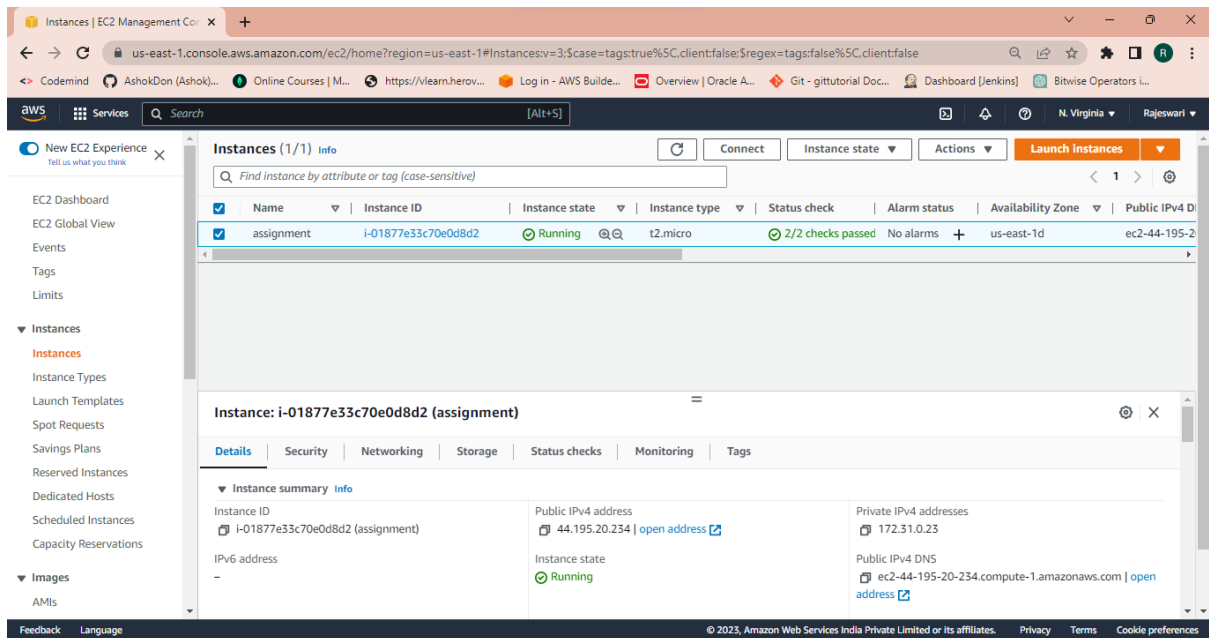 Instances | EC2 Management Con
us-east-1.console.aws.amazon.com/ec2/home?region=us-east-1#Instances:v=3;$case=tags:true%5C,client:false;$regex=tags:false%5C,client:false
R
<> Codemind AshokDon (Ashok)... Online Courses | M... https://vlearn.herov... Log in - AWS Builde... Overview | Oracle A... Git - gittutorial Doc... Dashboard [Jenkins] Bitwise Operators i...
aws Services Search [Alt+S] N. Virginia Rajeswari
New EC2 Experience
Tell us what you think
EC2 Dashboard
EC2 Global View
Events
Tags
Limits
Instances
Instances
Instance Types
Launch Templates
Spot Requests
Savings Plans
Reserved Instances
Dedicated Hosts
Scheduled Instances
Capacity Reservations
Images
AMIs
Instances (1/1) Info Connect Instance state Actions Launch instances
Find instance by attribute or tag (case-sensitive) 1
Name Instance ID Instance state Instance type Status check Alarm status Availability Zone Public IPv4 D
assignment i-01877e33c70e0d8d2 Running t2.micro 2/2 checks passed No alarms + us-east-1d ec2-44-195-2
Instance: i-01877e33c70e0d8d2 (assignment)
Details Security Networking Storage Status checks Monitoring Tags
Instance summary Info
Instance ID Public IPv4 address Private IPv4 addresses
i-01877e33c70e0d8d2 (assignment) 44.195.20.234 | open address 172.31.0.23
IPv6 address Instance state Public IPv4 DNS
– Running ec2-44-195-20-234.compute-1.amazonaws.com | open
address
Feedback Language © 2023, Amazon Web Services India Private Limited or its affiliates. Privacy Terms Cookie preferences